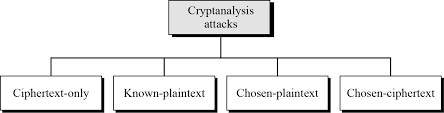 Cryptanalysis
attacks
Ciphertext-only
Known-plaintext
Chosen-plaintext
Chosen-ciphertext